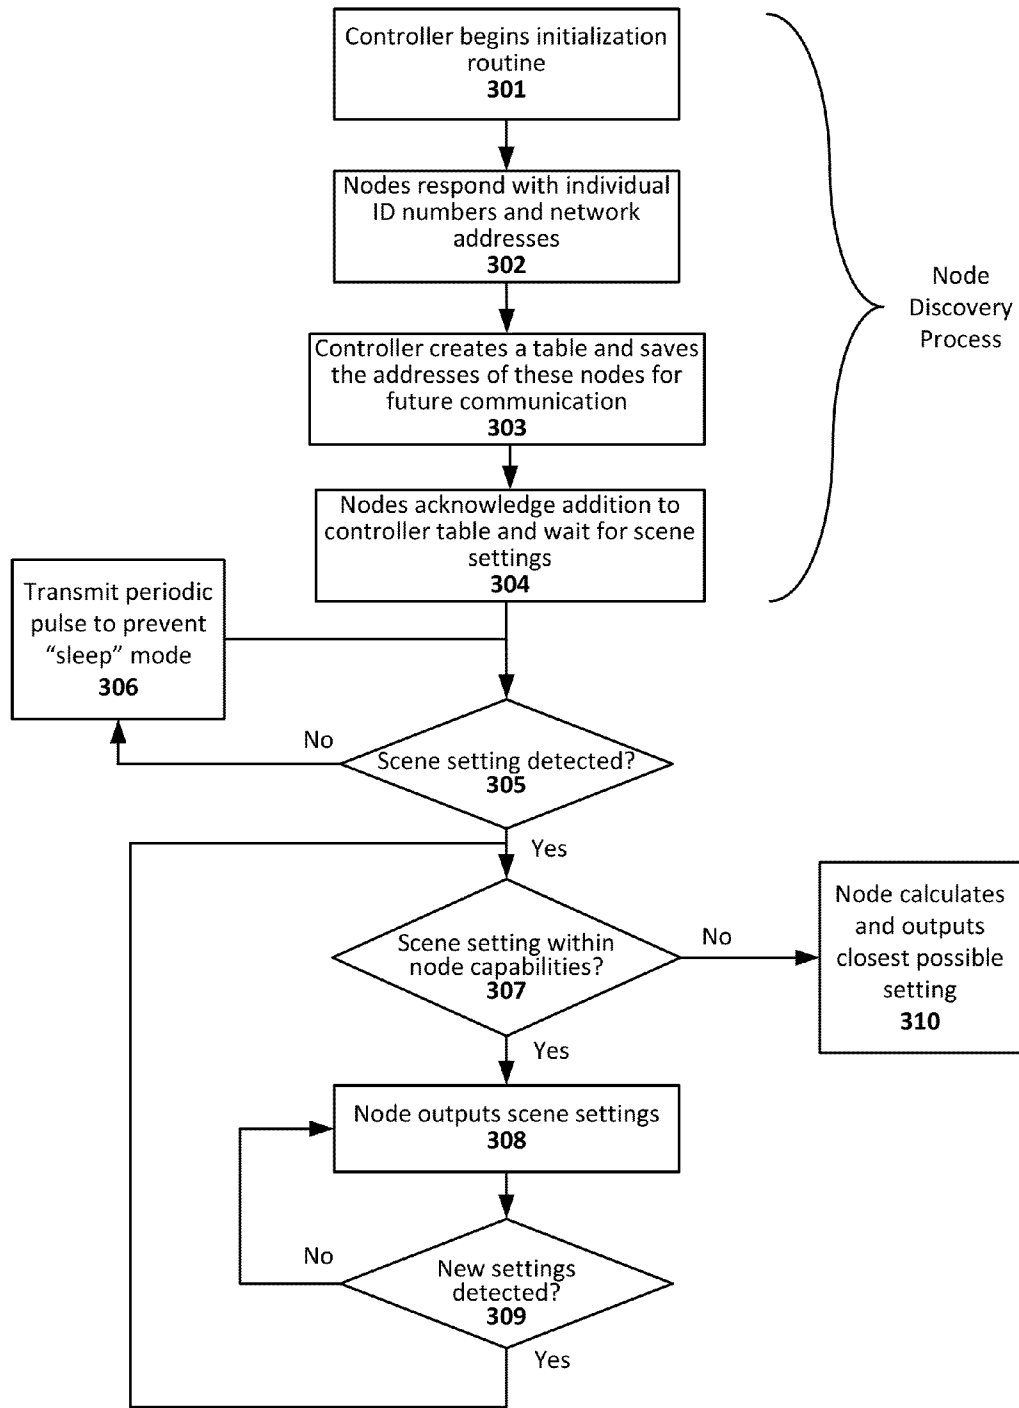 Controller begins initialization
routine
301
Nodes respond with individual
ID numbers and network
addresses
302
Node
Discovery
Process
Controller creates a table and saves
the addresses of these nodes for
future communication
303
Nodes acknowledge addition to
controller table and wait for scene
settings
304
Transmit periodic
pulse to prevent
“sleep” mode
306
No
Scene setting detected?
305
Yes
Scene setting within
node capabilities?
307
No
Node calculates
and outputs
closest possible
setting
310
Yes
Node outputs scene settings
308
No
New settings
detected?
309
Yes